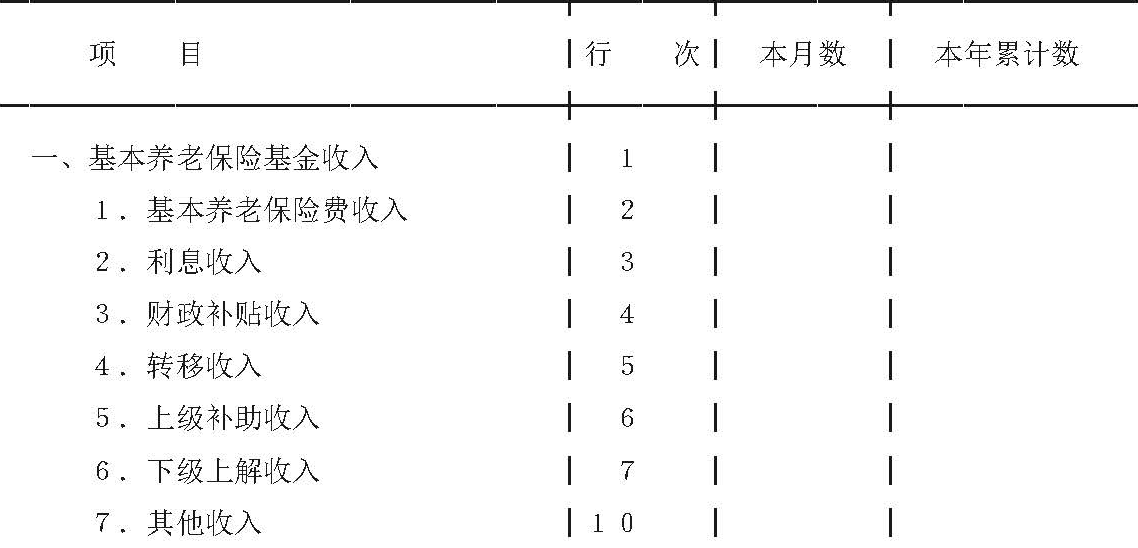 项 目 行 次 本月数 本年累计数
一、基本养老保险基金收入 1
1．基本养老保险费收入 2
2．利息收入 3
3．财政补贴收入 4
4．转移收入 5
5．上级补助收入 6
6．下级上解收入 7
7．其他收入 10